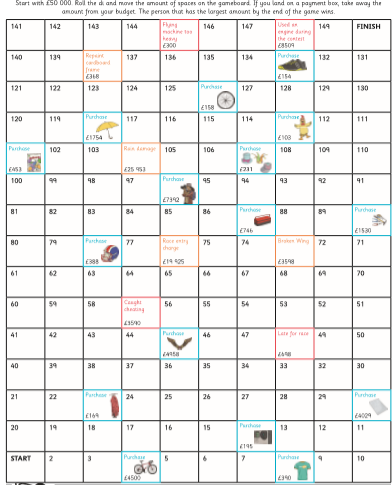 Start with £50 000. Roll the dice and move the amount of spaces on the gameboard. If you land on a payment box, take away the
amount from your budget. The person that has the largest amount by the end of the game wins.
141 142 143 144 Flying machine too heavy £300 146 147 Used an engine during the contest £8509 149 FINISH
140 139 Repaint cardboard frame £368 137 136 135 134 Purchase £154 132 131
121 122 123 124 125 Purchase £158 127 128 129 130
120 119 Purchase £1754 117 116 115 114 Purchase £103 112 111
Purchase £453 102 103 Rain damage £25 953 105 106 Purchase £231 108 109 110
100 99 98 97 Purchase £7392 95 94 93 92 91
81 82 83 84 85 86 Purchase £746 88 89 Purchase £1530
80 79 Purchase £388 77 Race entry charge £19 925 75 74 Broken Wing £3598 72 71
61 62 63 64 65 66 67 68 69 70
60 59 58 Caught cheating £3590 56 55 54 53 52 51
41 42 43 44 Purchase £4958 46 47 Late for race £698 49 50
40 39 38 37 36 35 34 33 32 31
21 22 Purchase £169 24 25 26 27 28 29 Purchase £4029
20 19 18 17 16 15 Purchase £195 13 12 11
START 2 3 Purchase £4500 5 6 7 Purchase £390 9 10